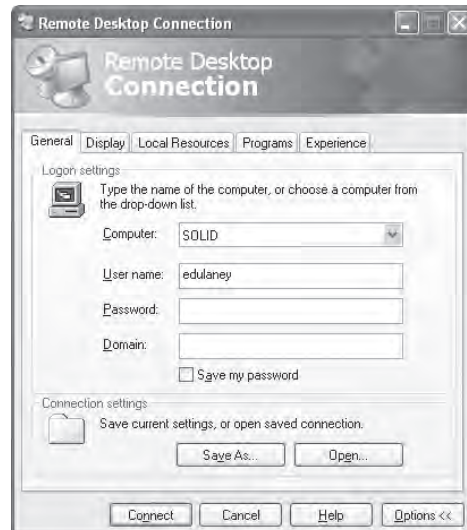 Remote Desktop Connection
Remote Desktop
Connection
General Display Local Resources Programs Experience
Logon settings
Type the name of the computer, or choose a computer from
the drop-down list.
Computer: SOLID
User name: edulaney
Password:
Domain:
Save my password
Connection settings
Save current settings, or open saved connection.
Save As... Open...
Connect Cancel Help Options <<